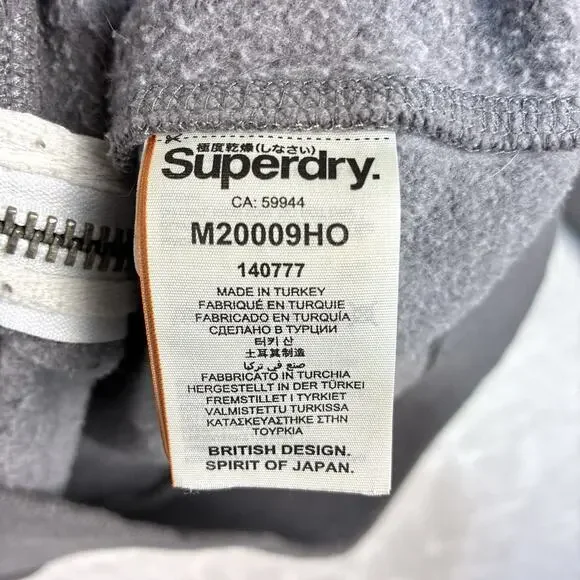 極度乾燥(しなさい)
Superdry.
CA: 59944
M20009HO
140777
MADE IN TURKEY
FABRIQUÉ EN TURQUIE
FABRICADO EN TURQUÍA
СДЕЛАНО В ТУРЦИИ
터키 산
土耳其制造
صنع في تركيا
FABBRICATO IN TURCHIA
HERGESTELLT IN DER TÜRKEI
FREMSTILLET I TYRKIET
VALMISTETTU TURKISSA
ΚΑΤΑΣΚΕΥΑΣΤΗΚΕ ΣΤΗΝ
ΤΟΥΡΚΙΑ
BRITISH DESIGN.
SPIRIT OF JAPAN.